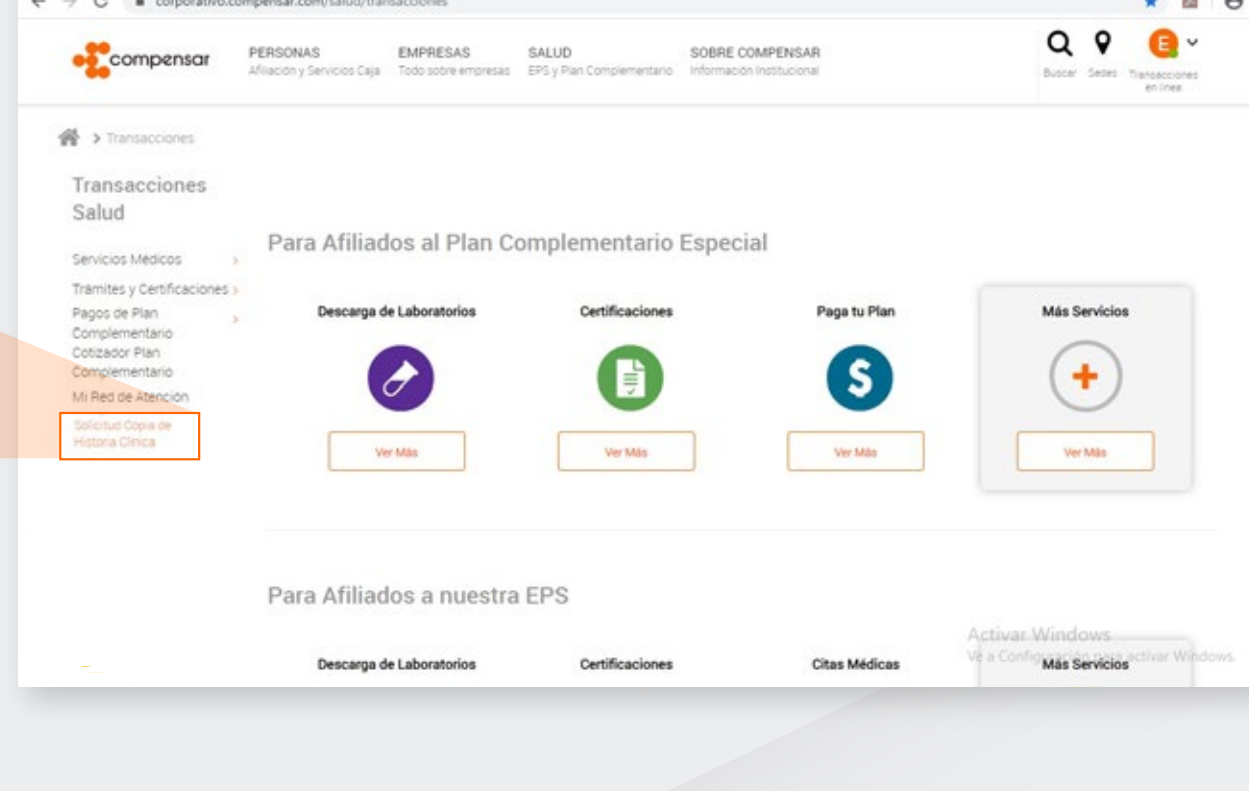 corporativo.compensar.com/salud/transacciones
compensar
PERSONAS
Afiliación y Servicios Caja
EMPRESAS
Todo sobre empresas
SALUD
EPS y Plan Complementario
SOBRE COMPENSAR
Información Institucional
Buscar
Sedes
E
Transacciones
en línea
> Transacciones
Transacciones
Salud
Servicios Médicos >
Trámites y Certificaciones >
Pagos de Plan >
Complementario
Cotizador Plan
Complementario
Mi Red de Atención
Solicitud Copia de
Historia Clínica
Para Afiliados al Plan Complementario Especial
Descarga de Laboratorios
Certificaciones
Paga tu Plan
Más Servicios
$
+
Ver Más
Ver Más
Ver Más
Ver Más
Para Afiliados a nuestra EPS
Descarga de Laboratorios
Certificaciones
Citas Médicas
Más Servicios
Activar Windows
Ve a Configuración para activar Windows.